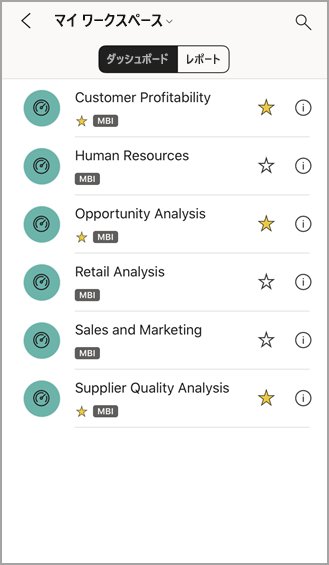 マイ ワークスペース
ダッシュボード レポート
Customer Profitability
MBI
Human Resources
MBI
Opportunity Analysis
MBI
Retail Analysis
MBI
Sales and Marketing
MBI
Supplier Quality Analysis
MBI